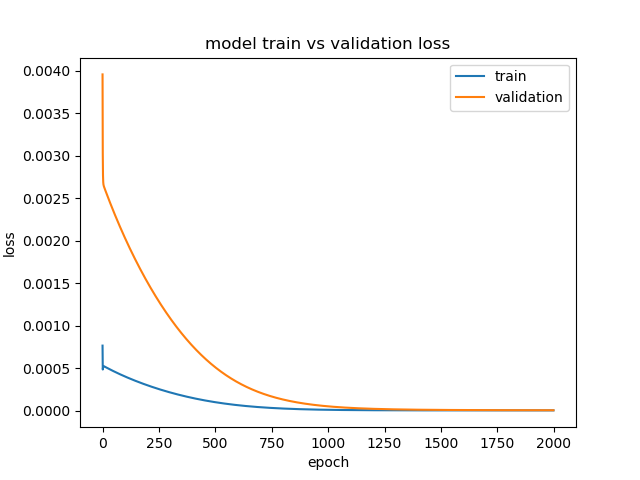 model train vs validation loss
train
validation
0.0040
0.0035
0.0030
0.0025
0.0020
0.0015
0.0010
0.0005
0.0000
loss
0 250 500 750 1000 1250 1500 1750 2000
epoch